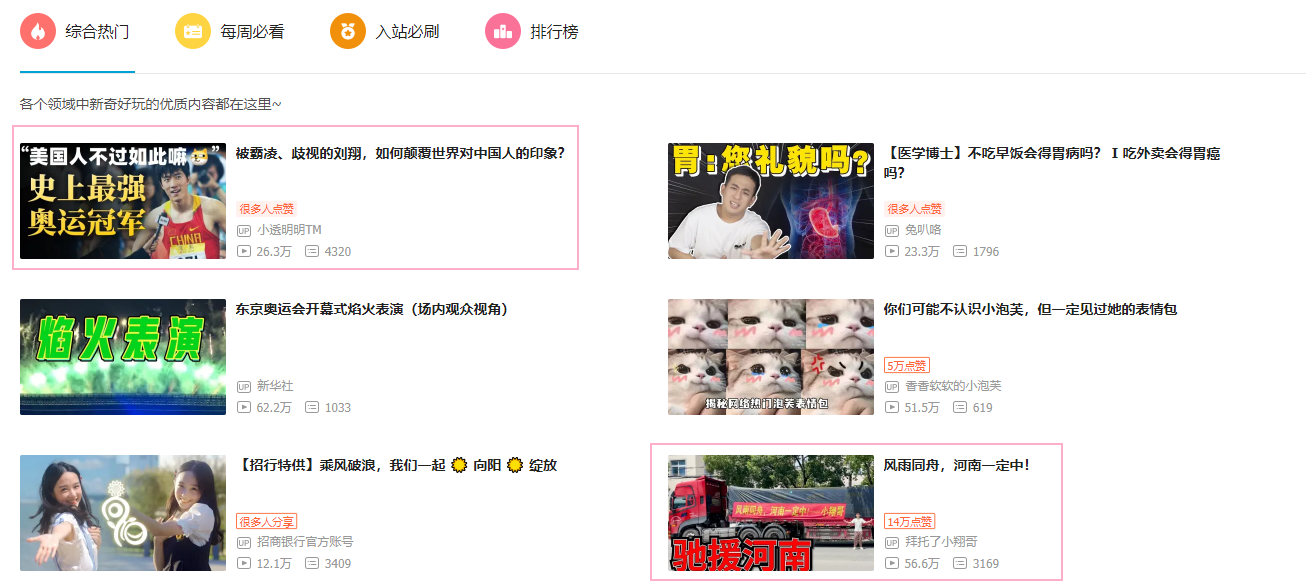 综合热门
每周必看
入站必刷
排行榜
各个领域中新奇好玩的优质内容都在这里~
“美国人不过如此嘛”
史上最强
奥运冠军
CHINA
被霸凌、歧视的刘翔，如何颠覆世界对中国人的印象？
很多人点赞
UP 小透明明TM
26.3万 4320
胃:您礼貌吗?
【医学博士】不吃早饭会得胃病吗？ I 吃外卖会得胃癌
吗？
很多人点赞
UP 兔叭咯
23.3万 1796
焰火表演
东京奥运会开幕式焰火表演（场内观众视角）
UP 新华社
62.2万 1033
揭秘网络热门泡芙表情包
你们可能不认识小泡芙，但一定见过她的表情包
5万点赞
UP 香香软软的小泡芙
51.5万 619
【招行特供】乘风破浪，我们一起 向阳 绽放
很多人分享
UP 招商银行官方账号
12.1万 3409
风雨同舟，河南一定中！ 小翔哥
驰援河南
风雨同舟，河南一定中！
14万点赞
UP 拜托了小翔哥
56.6万 3169